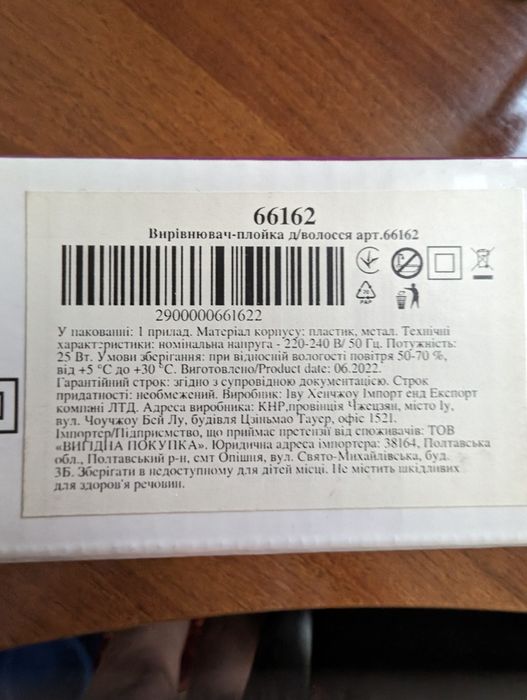 66162
Вирівнювач-плойка д/волосся арт.66162
2900000661622
20
PAP
У пакованні: 1 прилад. Матеріал корпусу: пластик, метал. Технічні
характеристики: номінальна напруга - 220-240 В/ 50 Гц. Потужність:
25 Вт. Умови зберігання: при відносній вологості повітря 50-70 %,
від +5 °С до +30 °С. Виготовлено/Product date: 06.2022.
Гарантійний строк: згідно з супровідною документацією. Строк
придатності: необмежений. Виробник: Іву Хенчжоу Імпорт енд Експорт
компані ЛТД. Адреса виробника: КНР,провінція Чжецзян, місто Іу,
вул. Чоучжоу Бей Лу, будівля Цзіньмао Тауер, офіс 1521.
Імпортер/Підприємство, що приймає претензії від споживачів: ТОВ
«ВИГІДНА ПОКУПКА». Юридична адреса імпортера: 38164, Полтавська
обл., Полтавський р-н, смт Опішня, вул. Свято-Михайлівська, буд.
3Б. Зберігати в недоступному для дітей місці. Не містить шкідливих
для здоров'я речовин.